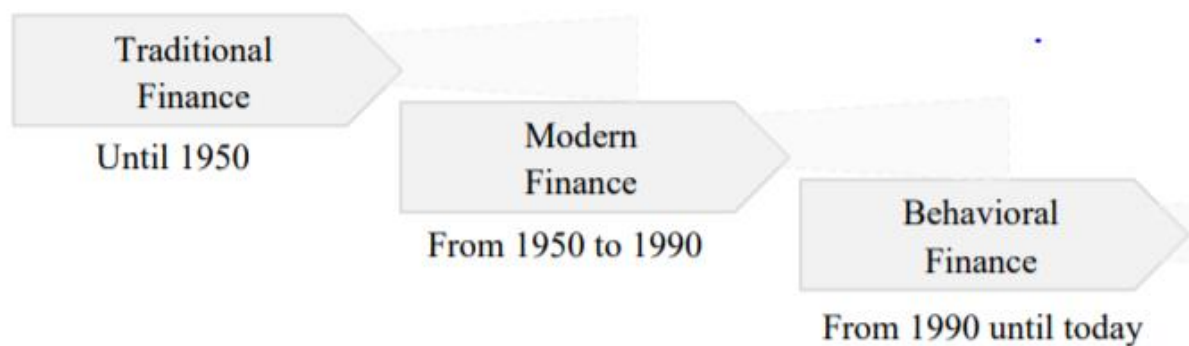 Traditional
Finance
Until 1950
Modern
Finance
From 1950 to 1990
Behavioral
Finance
From 1990 until today